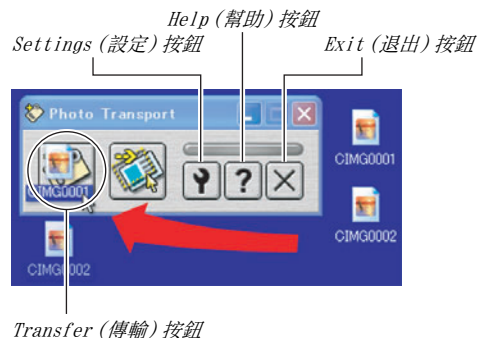 Help (幫助) 按鈕
Settings (設定) 按鈕
Exit (退出) 按鈕
Photo Transport
CIMG0001
CIMG0001
CIMG0002
CIMG0002
Transfer (傳輸) 按鈕